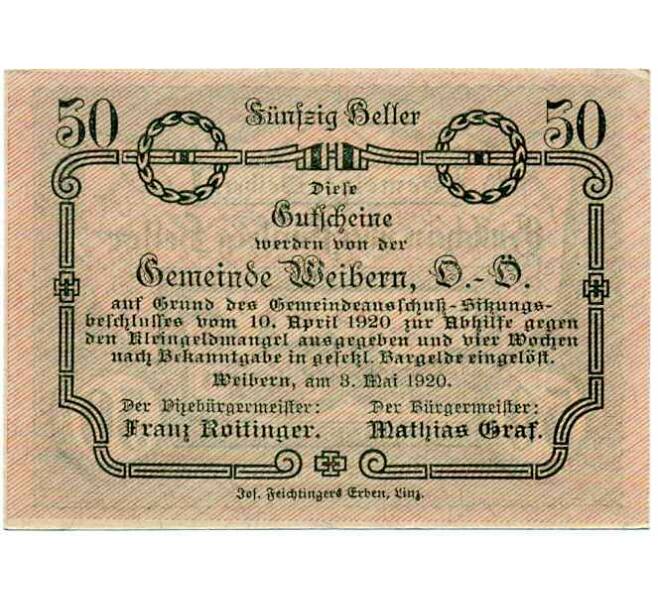 50 Fünfzig Heller 50
Diese
Gutscheine
werden von der
Gemeinde Weibern, O.-Ö.
auf Grund des Gemeindeausschuß-Sitzungs-
beschlusses vom 10. April 1920 zur Abhilfe gegen
den Kleingeldmangel ausgegeben und vier Wochen
nach Bekanntgabe in gesetzl. Bargelde eingelöst.
Weibern, am 3. Mai 1920.
Der Vizebürgermeister: Der Bürgermeister:
Franz Roitinger. Mathias Graf.
Jos. Feichtingers Erben, Linz.